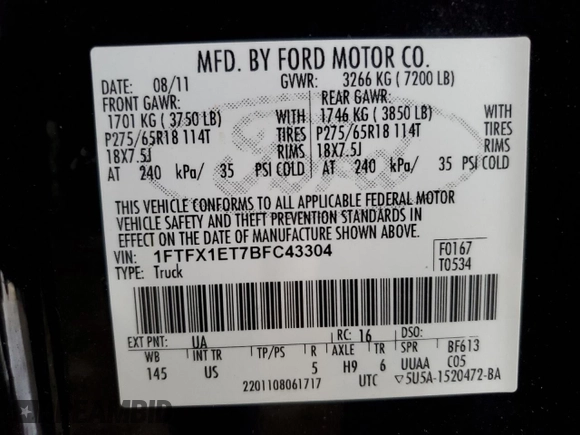 MFD. BY FORD MOTOR CO.
DATE: 08/11 GVWR: 3266 KG ( 7200 LB)
FRONT GAWR: REAR GAWR:
1701 KG ( 3750 LB) WITH 1746 KG ( 3850 LB) WITH
P275/65R18 114T TIRES P275/65R18 114T TIRES
18X7.5J RIMS 18X7.5J RIMS
AT 240 kPa/ 35 PSI COLD AT 240 kPa/ 35 PSI COLD
THIS VEHICLE CONFORMS TO ALL APPLICABLE FEDERAL MOTOR
VEHICLE SAFETY AND THEFT PREVENTION STANDARDS IN
EFFECT ON THE DATE OF MANUFACTURE SHOWN ABOVE.
VIN: 1FTFX1ET7BFC43304 F0167
TYPE: Truck T0534
EXT PNT: UA RC: 16 DSO:
WB INT TR TP/PS R AXLE TR SPR BF613
145 US 5 H9 6 UUAA C05
2201108061717 UTC ▽5U5A-1520472-BA
Ford